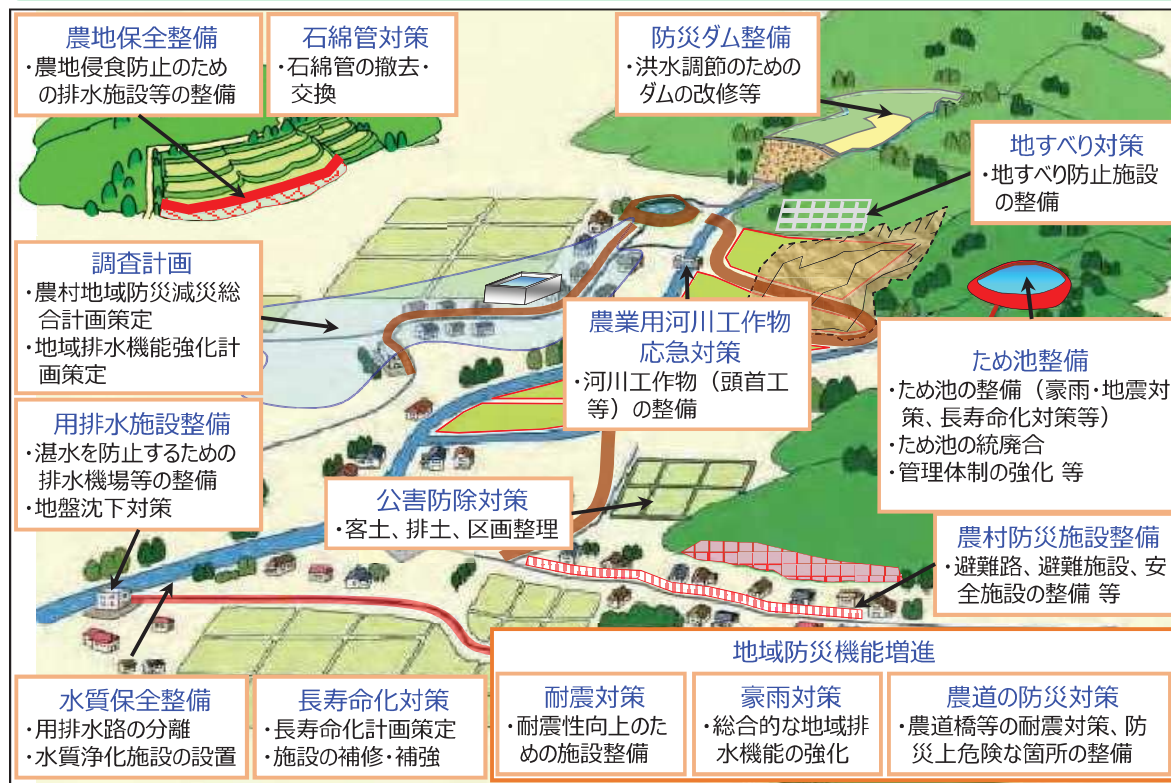 農地保全整備
・農地侵食防止のため
の排水施設等の整備
石綿管対策
・石綿管の撤去・
交換
防災ダム整備
・洪水調節のための
ダムの改修等
地すべり対策
・地すべり防止施設
の整備
調査計画
・農村地域防災減災総
合計画策定
・地域排水機能強化計
画策定
農業用河川工作物
応急対策
・河川工作物（頭首工
等）の整備
ため池整備
・ため池の整備（豪雨・地震対
策、長寿命化対策等）
・ため池の統廃合
・管理体制の強化 等
用排水施設整備
・湛水を防止するための
排水機場等の整備
・地盤沈下対策
公害防除対策
・客土、排土、区画整理
農村防災施設整備
・避難路、避難施設、安
全施設の整備 等
水質保全整備
・用排水路の分離
・水質浄化施設の設置
長寿命化対策
・長寿命化計画策定
・施設の補修・補強
地域防災機能増進
耐震対策
・耐震性向上のた
めの施設整備
豪雨対策
・総合的な地域排
水機能の強化
農道の防災対策
・農道橋等の耐震対策、防
災上危険な箇所の整備